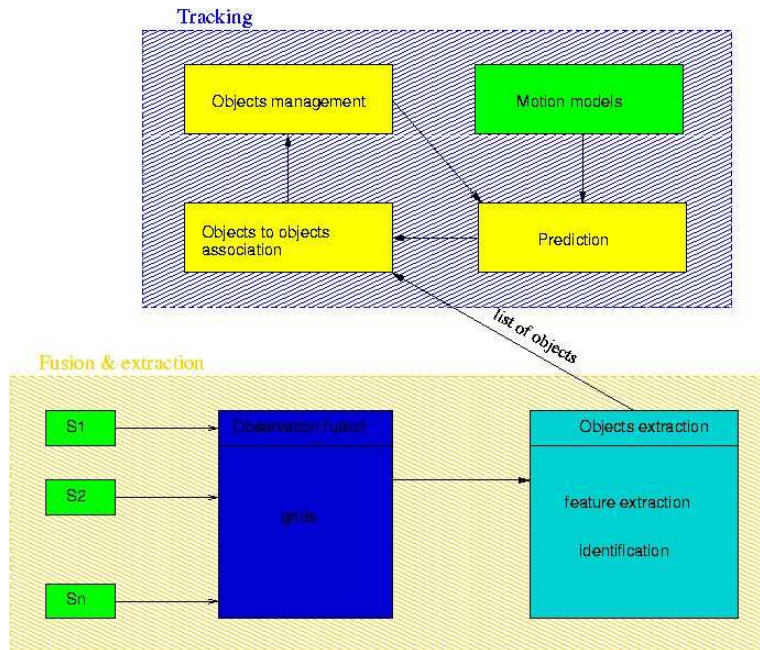 Tracking
Objects management
Motion models
Objects to objects
association
Prediction
list of objects
Fusion & extraction
S1
Observation fusion
Objects extraction
S2
grids
feature extraction
identification
Sn